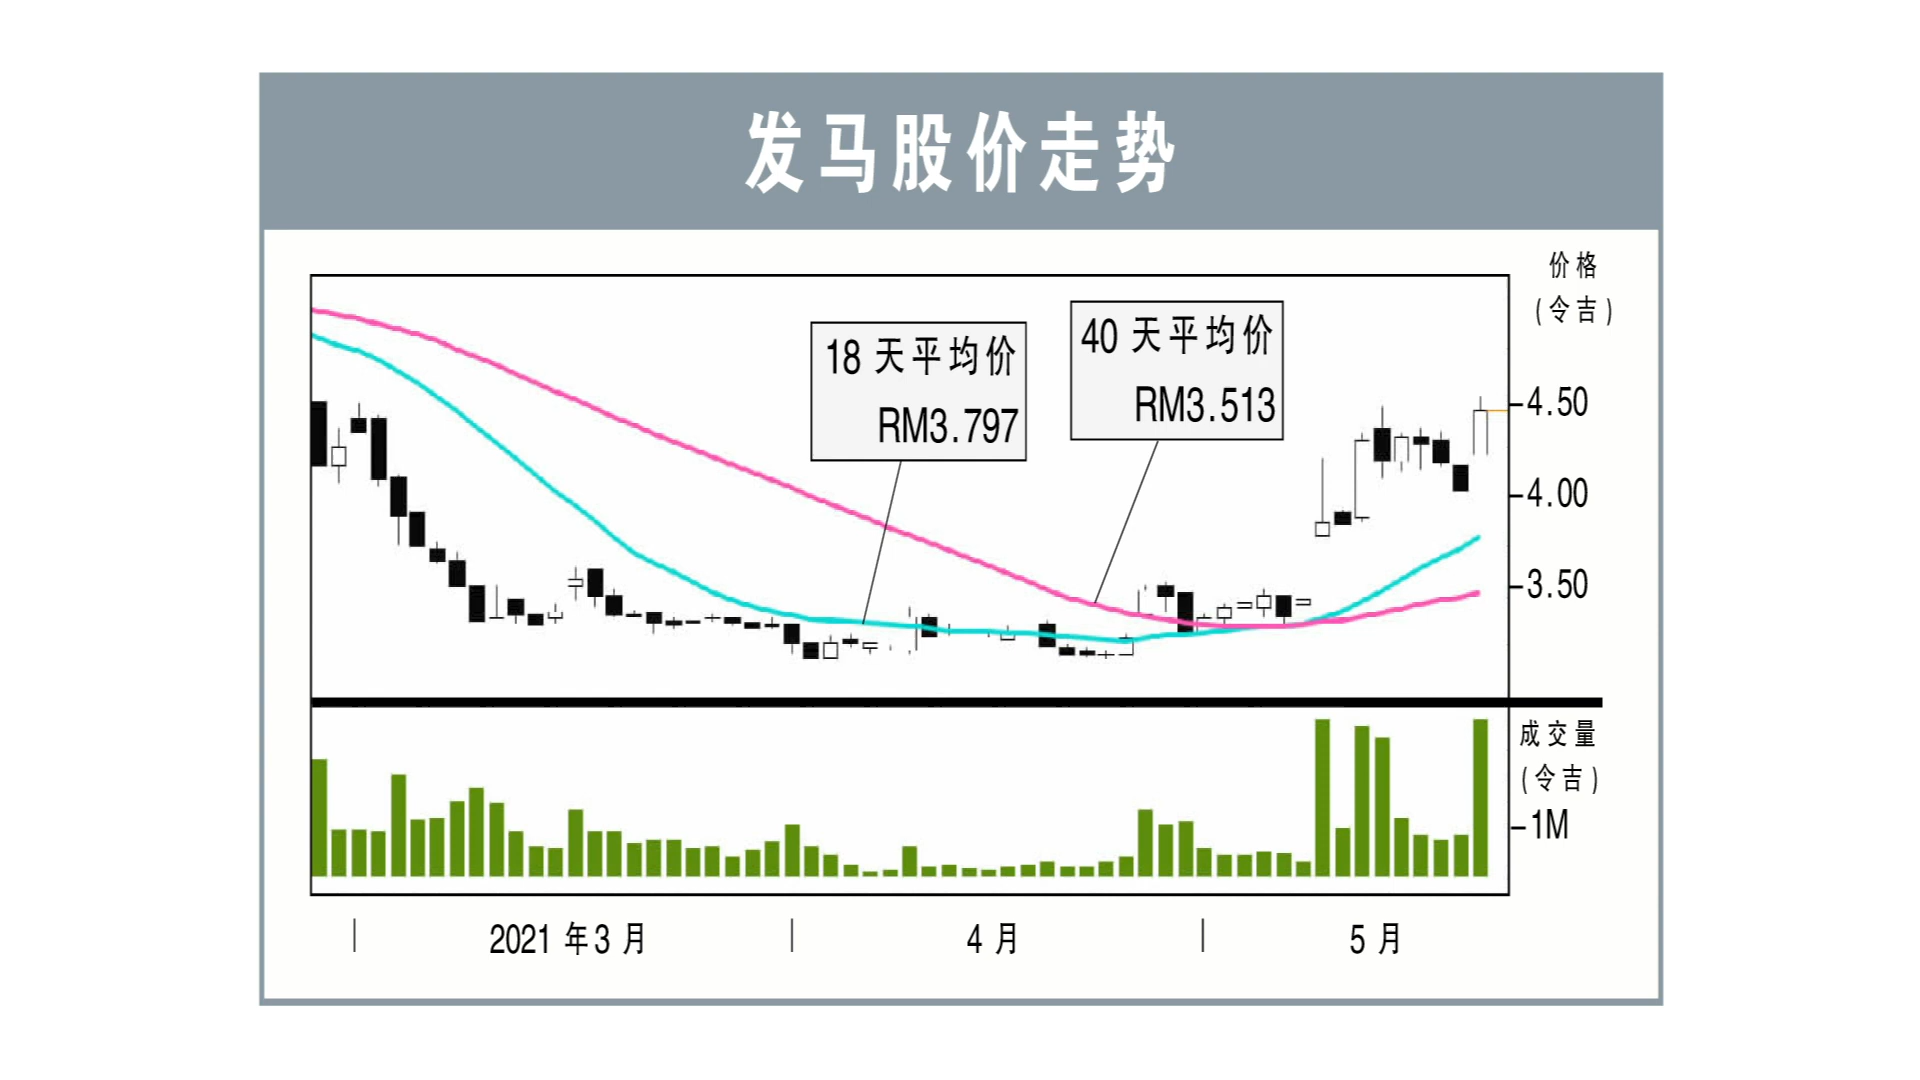 发马股价走势
价格
(令吉)
18 天平均价
RM3.797
40 天平均价
RM3.513
4.50
4.00
3.50
成交量
(令吉)
1M
2021 年3 月
4 月
5 月